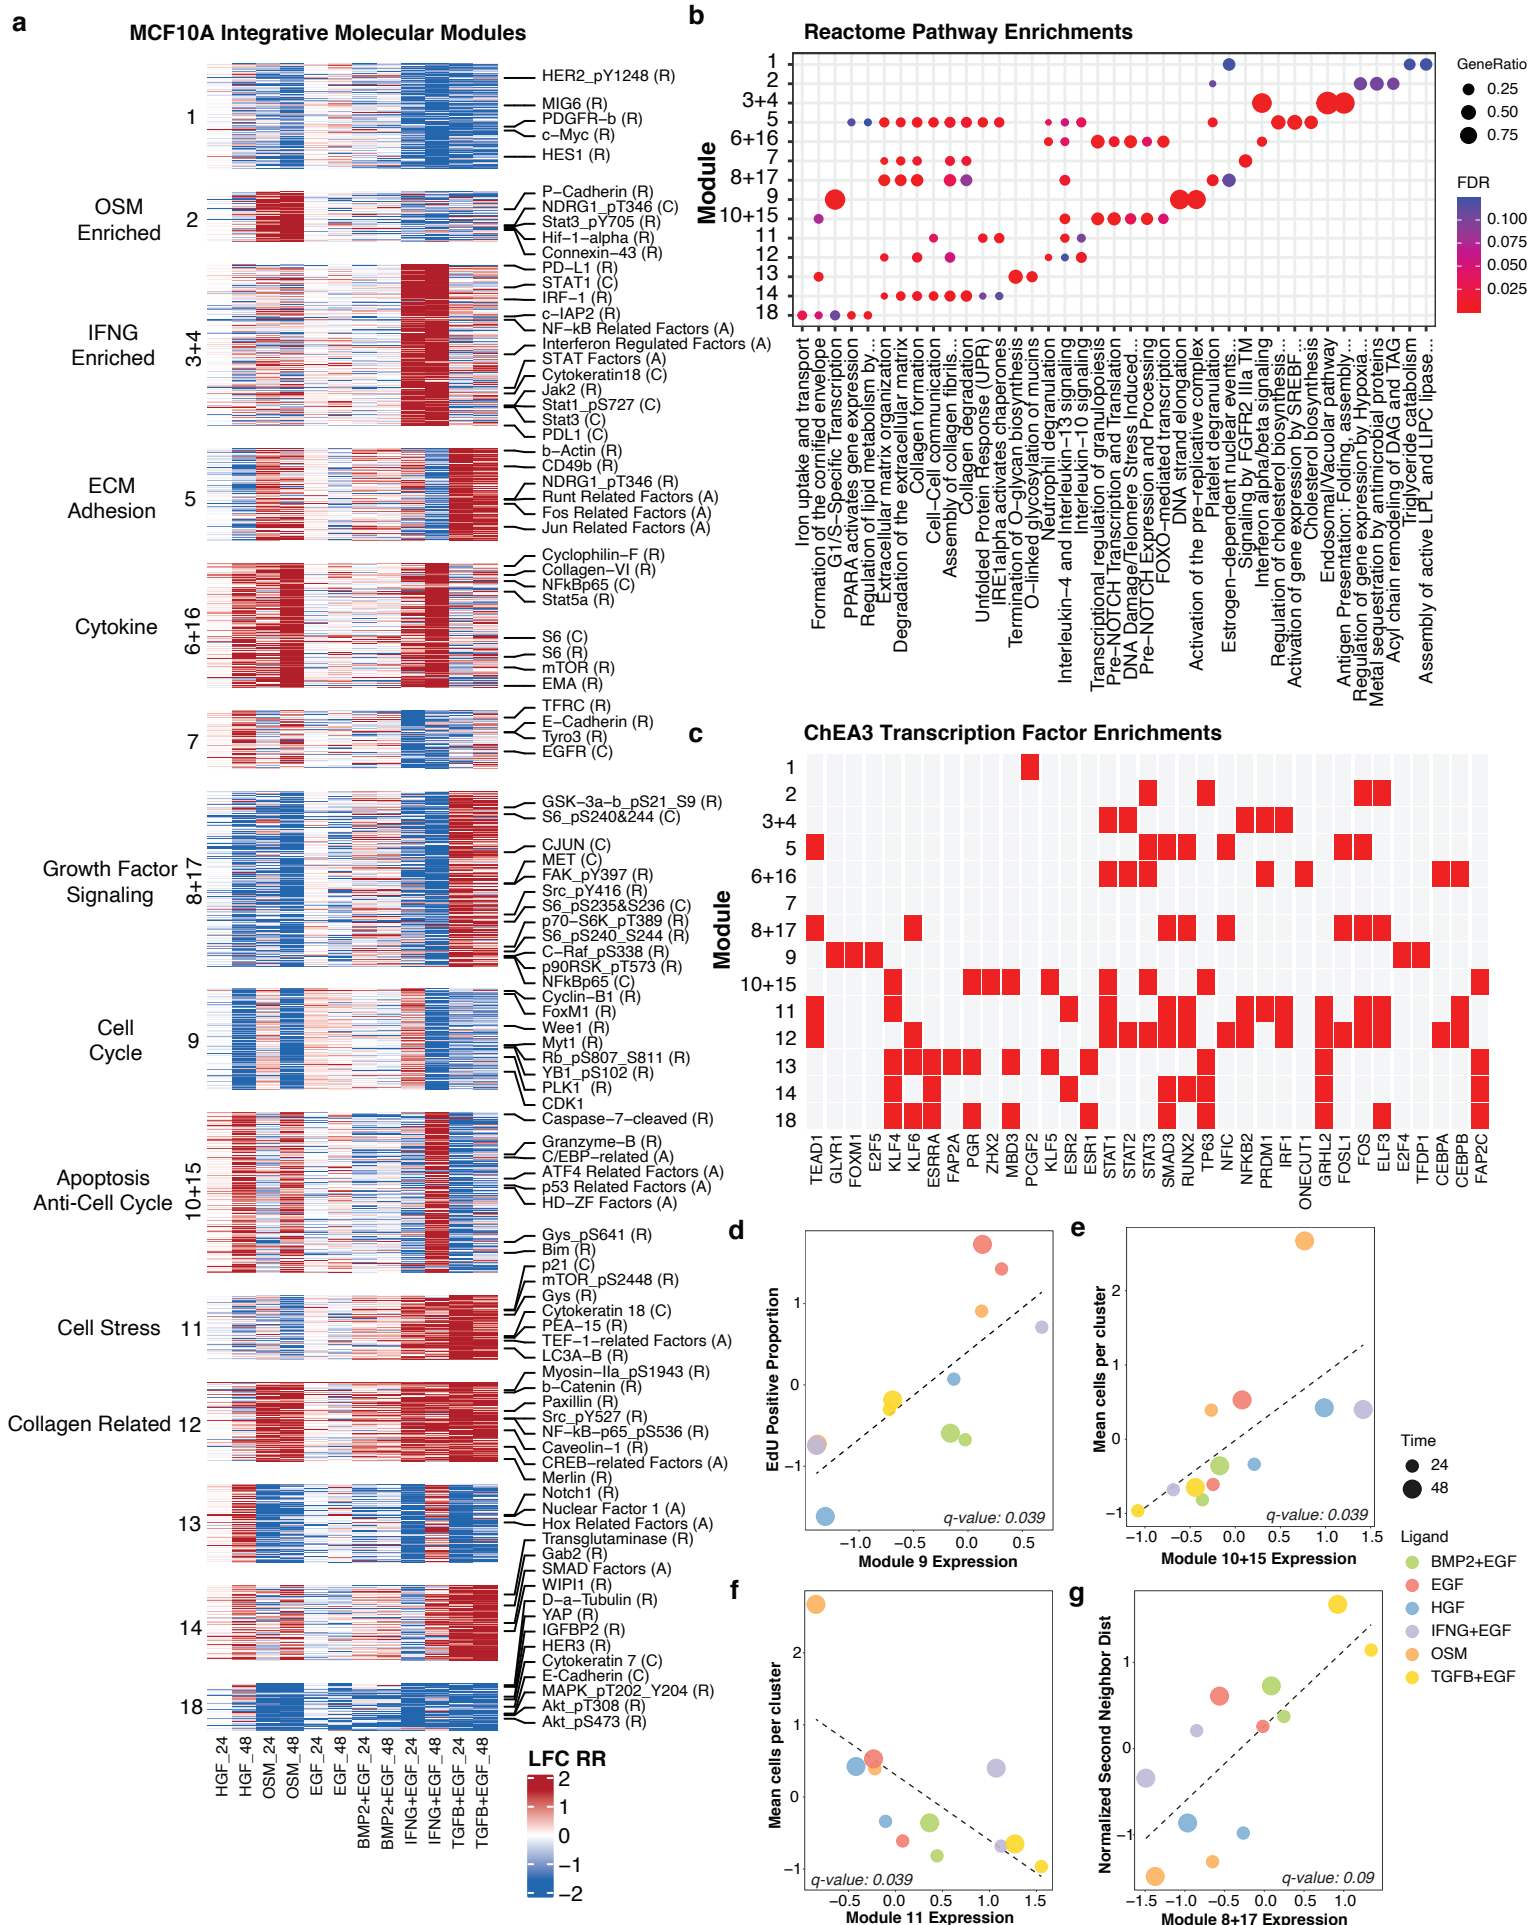 a
MCF10A Integrative Molecular Modules
1
OSM
Enriched
2
IFNG
Enriched
3+4
ECM
Adhesion
5
Cytokine
6+16
7
Growth Factor
Signaling
8+17
Cell
Cycle
9
Apoptosis
Anti-Cell Cycle
10+15
Cell Stress
11
Collagen Related
12
13
14
18
HER2_pY1248 (R)
MIG6 (R)
PDGFR-b (R)
c-Myc (R)
HES1 (R)
P-Cadherin (R)
NDRG1_pT346 (C)
Stat3_pY705 (R)
Hif-1-alpha (R)
Connexin-43 (R)
PD-L1 (R)
STAT1 (C)
IRF-1 (R)
c-IAP2 (R)
NF-kB Related Factors (A)
Interferon Regulated Factors (A)
STAT Factors (A)
Cytokeratin18 (C)
Jak2 (R)
Stat1_pS727 (C)
Stat3 (C)
PDL1 (C)
b-Actin (R)
CD49b (R)
NDRG1_pT346 (R)
Runt Related Factors (A)
Fos Related Factors (A)
Jun Related Factors (A)
Cyclophilin-F (R)
Collagen-VI (R)
NFkBp65 (C)
Stat5a (R)
S6 (C)
S6 (R)
mTOR (R)
EMA (R)
TFRC (R)
E-Cadherin (R)
Tyro3 (R)
EGFR (C)
GSK-3a-b_pS21_S9 (R)
S6_pS240&244 (C)
CJUN (C)
MET (C)
FAK_pY397 (R)
Src_pY416 (R)
S6_pS235&S236 (C)
p70-S6K_pT389 (R)
S6_pS240_S244 (R)
C-Raf_pS338 (R)
p90RSK_pT573 (R)
NFkBp65 (C)
Cyclin-B1 (R)
FoxM1 (R)
Wee1 (R)
Myt1 (R)
Rb_pS807_S811 (R)
YB1_pS102 (R)
PLK1 (R)
CDK1
Caspase-7-cleaved (R)
Granzyme-B (R)
C/EBP-related (A)
ATF4 Related Factors (A)
p53 Related Factors (A)
HD-ZF Factors (A)
Gys_pS641 (R)
Bim (R)
p21 (C)
mTOR_pS2448 (R)
Gys (R)
Cytokeratin 18 (C)
PEA-15 (R)
TEF-1-related Factors (A)
LC3A-B (R)
Myosin-IIa_pS1943 (R)
b-Catenin (R)
Paxillin (R)
Src_pY527 (R)
NF-kB-p65_pS536 (R)
Caveolin-1 (R)
CREB-related Factors (A)
Merlin (R)
Notch1 (R)
Nuclear Factor 1 (A)
Hox Related Factors (A)
Transglutaminase (R)
Gab2 (R)
SMAD Factors (A)
WIPI1 (R)
D-a-Tubulin (R)
YAP (R)
IGFBP2 (R)
HER3 (R)
Cytokeratin 7 (C)
E-Cadherin (C)
MAPK_pT202_Y204 (R)
Akt_pT308 (R)
Akt_pS473 (R)
HGF_24
HGF_48
OSM_24
OSM_48
EGF_24
EGF_48
BMP2+EGF_24
BMP2+EGF_48
IFNG+EGF_24
IFNG+EGF_48
TGFB+EGF_24
TGFB+EGF_48
LFC RR
2
1
0
−1
−2
b
Reactome Pathway Enrichments
Module
1
2
3+4
5
6+16
7
8+17
9
10+15
11
12
13
14
18
Iron uptake and transport
Formation of the cornified envelope
G1/S-Specific Transcription
PPARA activates gene expression
Regulation of lipid metabolism by...
Extracellular matrix organization
Degradation of the extracellular matrix
Collagen formation
Cell-Cell communication
Assembly of collagen fibrils...
Collagen degradation
Unfolded Protein Response (UPR)
IRE1alpha activates chaperones
Termination of O-glycan biosynthesis
O-linked glycosylation of mucins
Neutrophil degranulation
Interleukin-4 and Interleukin-13 signaling
Interleukin-10 signaling
Transcriptional regulation of granulopoiesis
Pre-NOTCH Transcription and Translation
DNA Damage/Telomere Stress Induced...
Pre-NOTCH Expression and Processing
FOXO-mediated transcription
DNA strand elongation
Activation of the pre-replicative complex
Platelet degranulation
Estrogen-dependent nuclear events...
Signaling by FGFR2 IIIa TM
Interferon alpha/beta signaling
Regulation of cholesterol biosynthesis...
Activation of gene expression by SREBF...
Cholesterol biosynthesis
Endosomal/Vacuolar pathway
Antigen Presentation: Folding, assembly...
Regulation of gene expression by Hypoxia...
Metal sequestration by antimicrobial proteins
Acyl chain remodeling of DAG and TAG
Triglyceride catabolism
Assembly of active LPL and LIPC lipase...
GeneRatio
0.25
0.50
0.75
FDR
0.100
0.075
0.050
0.025
c
ChEA3 Transcription Factor Enrichments
Module
1
2
3+4
5
6+16
7
8+17
9
10+15
11
12
13
14
18
TEAD1
GLYR1
FOXM1
E2F5
KLF4
KLF6
ESRRA
FAP2A
PGR
ZHX2
MBD3
PCGF2
KLF5
ESR2
ESR1
STAT1
STAT2
STAT3
SMAD3
RUNX2
TP63
NFIC
NFKB2
PRDM1
IRF1
ONECUT1
GRHL2
FOSL1
FOS
ELF3
E2F4
TFDP1
CEBPA
CEBPB
FAP2C
d
EdU Positive Proportion
1
0
−1
q-value: 0.039
−1.0 −0.5 0.0 0.5
Module 9 Expression
e
Mean cells per cluster
2
1
0
−1
q-value: 0.039
−1.0 −0.5 0.0 0.5 1.0 1.5
Module 10+15 Expression
f
Mean cells per cluster
2
1
0
−1
q-value: 0.039
−0.5 0.0 0.5 1.0 1.5
Module 11 Expression
g
Normalized Second Neighbor Dist
1
0
−1
q-value: 0.09
−1.5 −1.0 −0.5 0.0 0.5 1.0
Module 8+17 Expression
Time
24
48
Ligand
BMP2+EGF
EGF
HGF
IFNG+EGF
OSM
TGFB+EGF